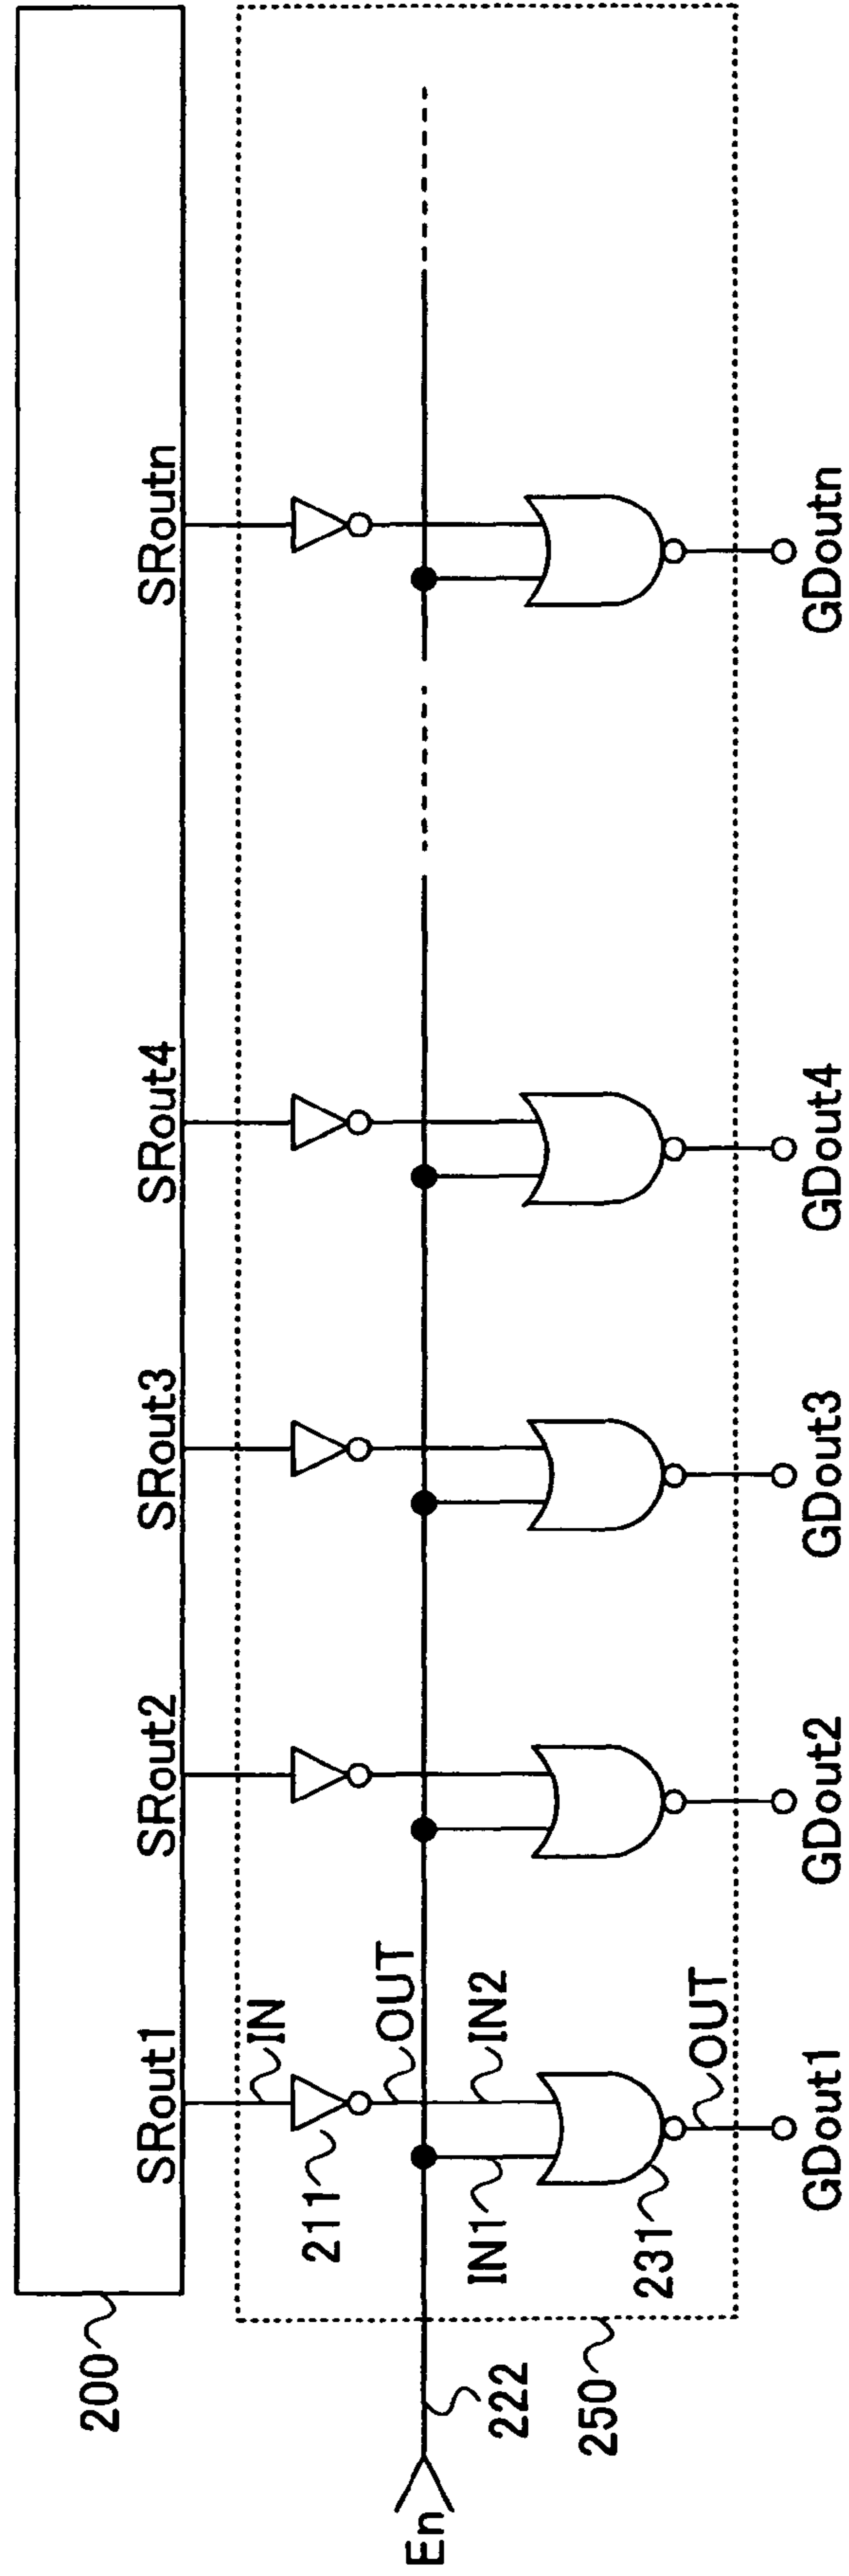 200
SRout1
SRout2
SRout3
SRout4
SRoutn
IN
211
OUT
En
222
IN1
IN2
231
OUT
250
GDout1
GDout2
GDout3
GDout4
GDoutn